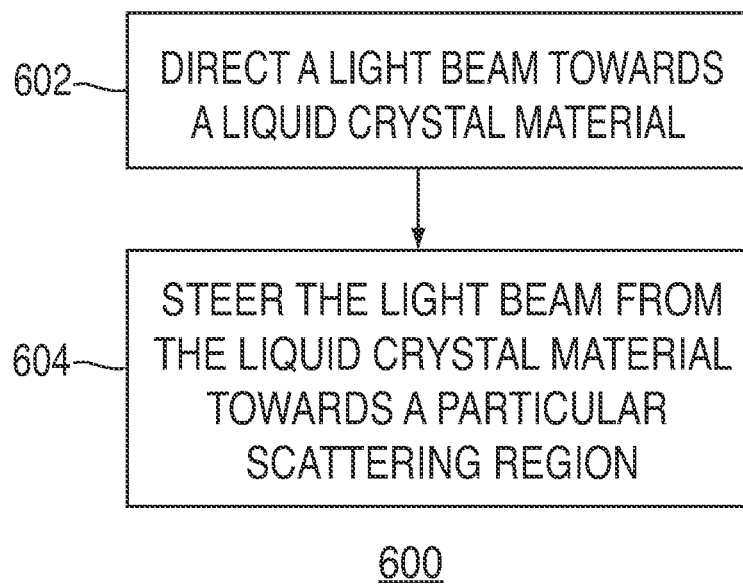 602
DIRECT A LIGHT BEAM TOWARDS
A LIQUID CRYSTAL MATERIAL
604
STEER THE LIGHT BEAM FROM
THE LIQUID CRYSTAL MATERIAL
TOWARDS A PARTICULAR
SCATTERING REGION
600